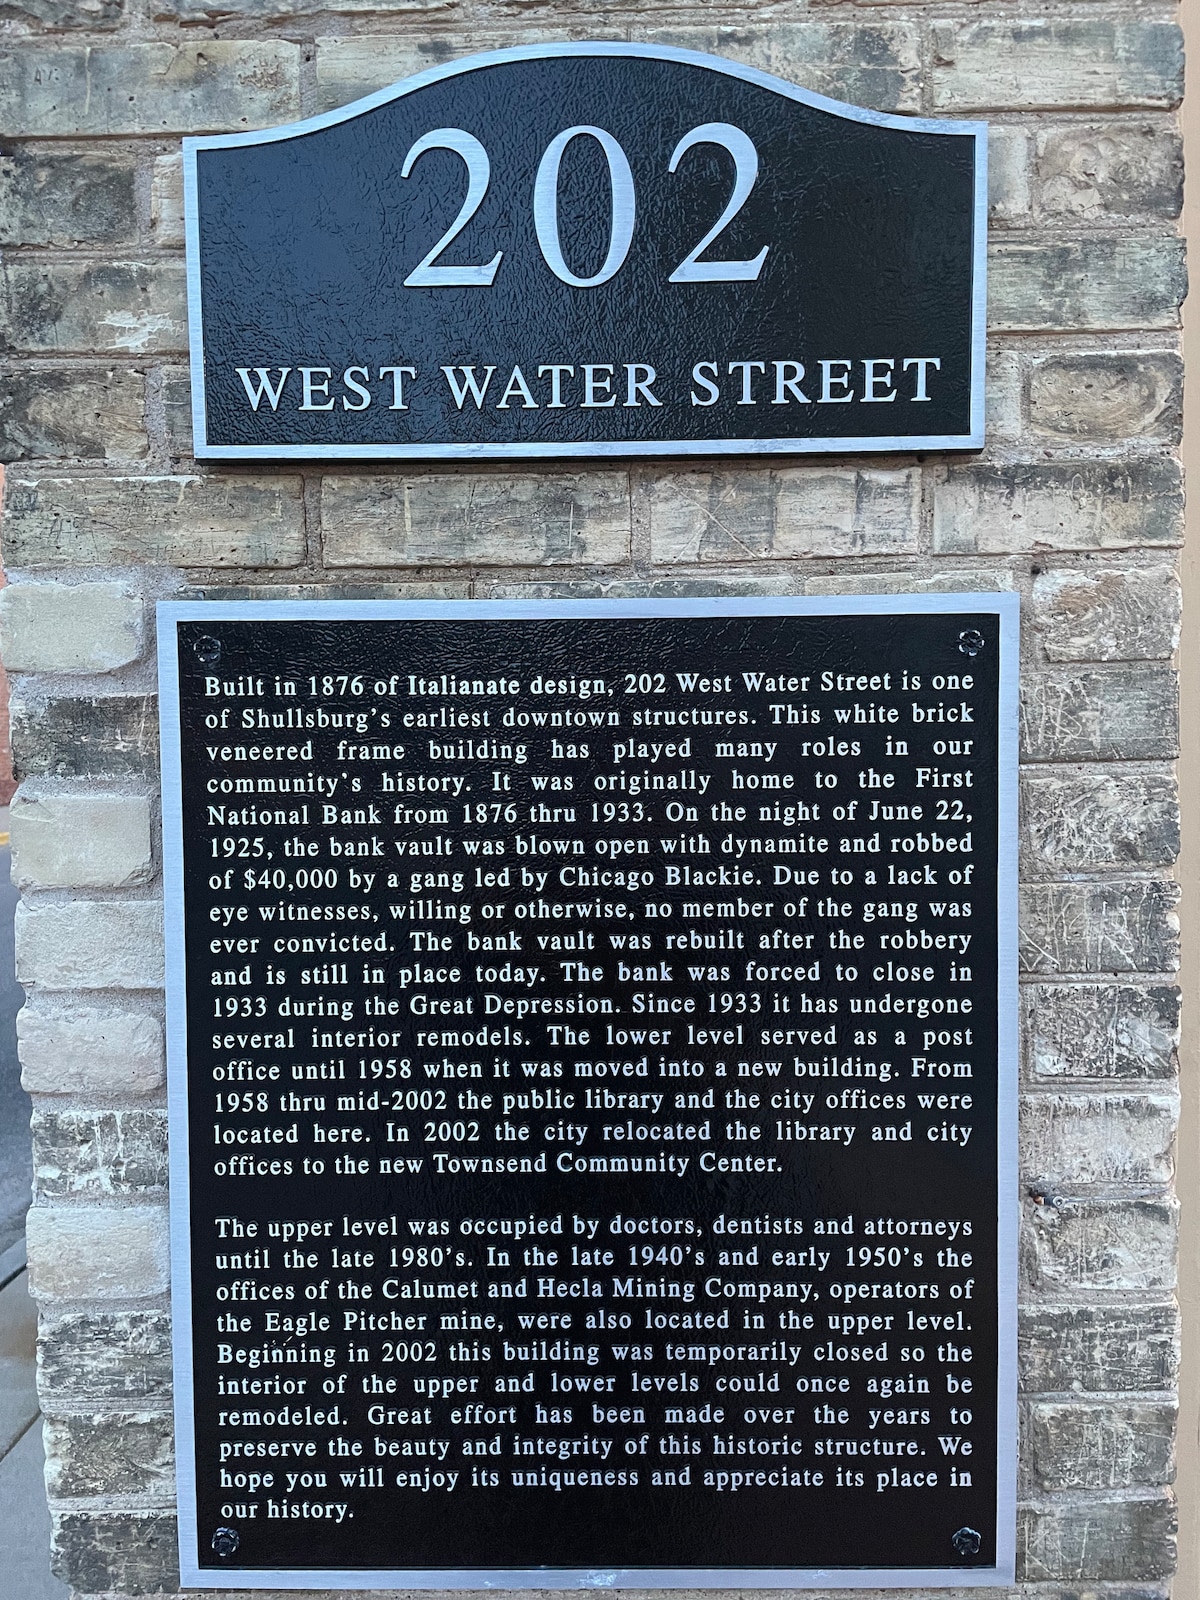 202
WEST WATER STREET
Built in 1876 of Italianate design, 202 West Water Street is one
of Shullsburg's earliest downtown structures. This white brick
veneered frame building has played many roles in our
community's history. It was originally home to the First
National Bank from 1876 thru 1933. On the night of June 22,
1925, the bank vault was blown open with dynamite and robbed
of $40,000 by a gang led by Chicago Blackie. Due to a lack of
eye witnesses, willing or otherwise, no member of the gang was
ever convicted. The bank vault was rebuilt after the robbery
and is still in place today. The bank was forced to close in
1933 during the Great Depression. Since 1933 it has undergone
several interior remodels. The lower level served as a post
office until 1958 when it was moved into a new building. From
1958 thru mid-2002 the public library and the city offices were
located here. In 2002 the city relocated the library and city
offices to the new Townsend Community Center.
The upper level was occupied by doctors, dentists and attorneys
until the late 1980's. In the late 1940's and early 1950's the
offices of the Calumet and Hecla Mining Company, operators of
the Eagle Pitcher mine, were also located in the upper level.
Beginning in 2002 this building was temporarily closed so the
interior of the upper and lower levels could once again be
remodeled. Great effort has been made over the years to
preserve the beauty and integrity of this historic structure. We
hope you will enjoy its uniqueness and appreciate its place in
our history.